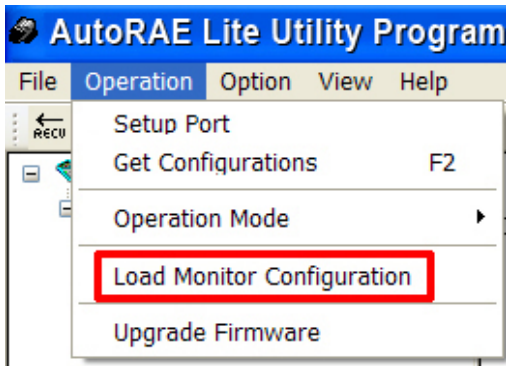 AutoRAE Lite Utility Program
File Operation Option View Help
RECV
Setup Port
Get Configurations F2
Operation Mode
Load Monitor Configuration
Upgrade Firmware